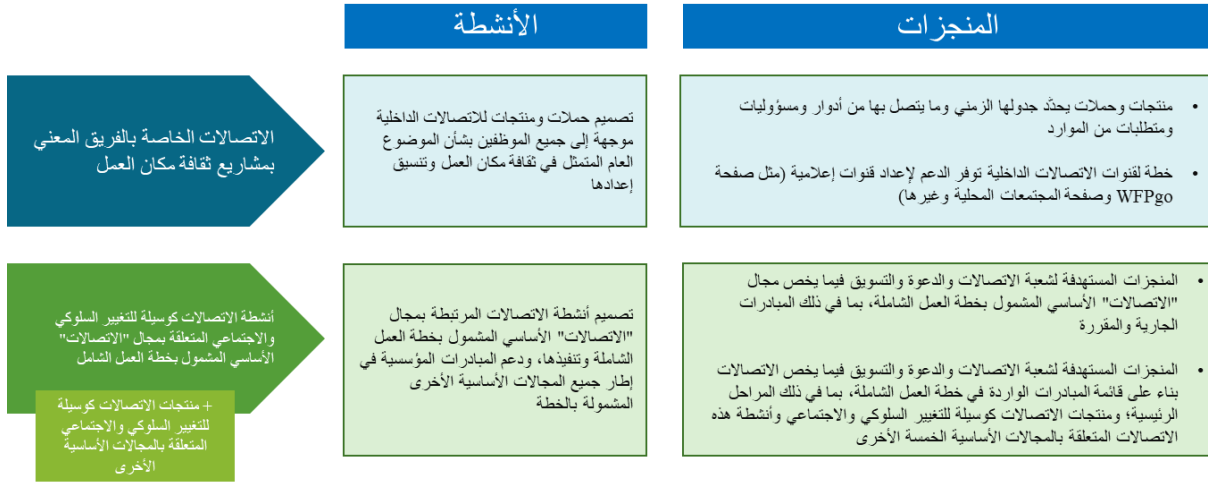 المنجزات
الأنشطة
منتجات وحملات يحدَّد جدولها الزمني وما يتصل بها من أدوار ومسؤوليات
ومتطلبات من الموارد
خطة لقنوات الاتصالات الداخلية توفر الدعم لإعداد قنوات إعلامية (مثل صفحة
WFPgo وصفحة المجتمعات المحلية وغيرها)
تصميم حملات ومنتجات للاتصالات الداخلية
موجهة إلى جميع الموظفين بشأن الموضوع
العام المتمثل في ثقافة مكان العمل وتنسيق
إعدادها
الاتصالات الخاصة بالفريق المعني
بمشاريع ثقافة مكان العمل
المنجزات المستهدفة لشعبة الاتصالات والدعوة والتسويق فيما يخص مجال
"الاتصالات" الأساسي المشمول بخطة العمل الشاملة، بما في ذلك المبادرات
الجارية والمقررة
المنجزات المستهدفة لشعبة الاتصالات والدعوة والتسويق فيما يخص الاتصالات
بناء على قائمة المبادرات الواردة في خطة العمل الشاملة، بما في ذلك المراحل
الرئيسية؛ ومنتجات الاتصالات كوسيلة للتغيير السلوكي والاجتماعي وأنشطة هذه
الاتصالات المتعلقة بالمجالات الأساسية الخمسة الأخرى
تصميم أنشطة الاتصالات المرتبطة بمجال
"الاتصالات" الأساسي المشمول بخطة العمل
الشاملة وتنفيذها، ودعم المبادرات المؤسسية في
إطار جميع المجالات الأساسية الأخرى
المشمولة بالخطة
أنشطة الاتصالات كوسيلة للتغيير السلوكي
والاجتماعي المتعلقة بمجال "الاتصالات"
الأساسي المشمول بخطة العمل الشامل
+ منتجات الاتصالات كوسيلة
للتغيير السلوكي والاجتماعي
المتعلقة بالمجالات الأساسية
الأخرى